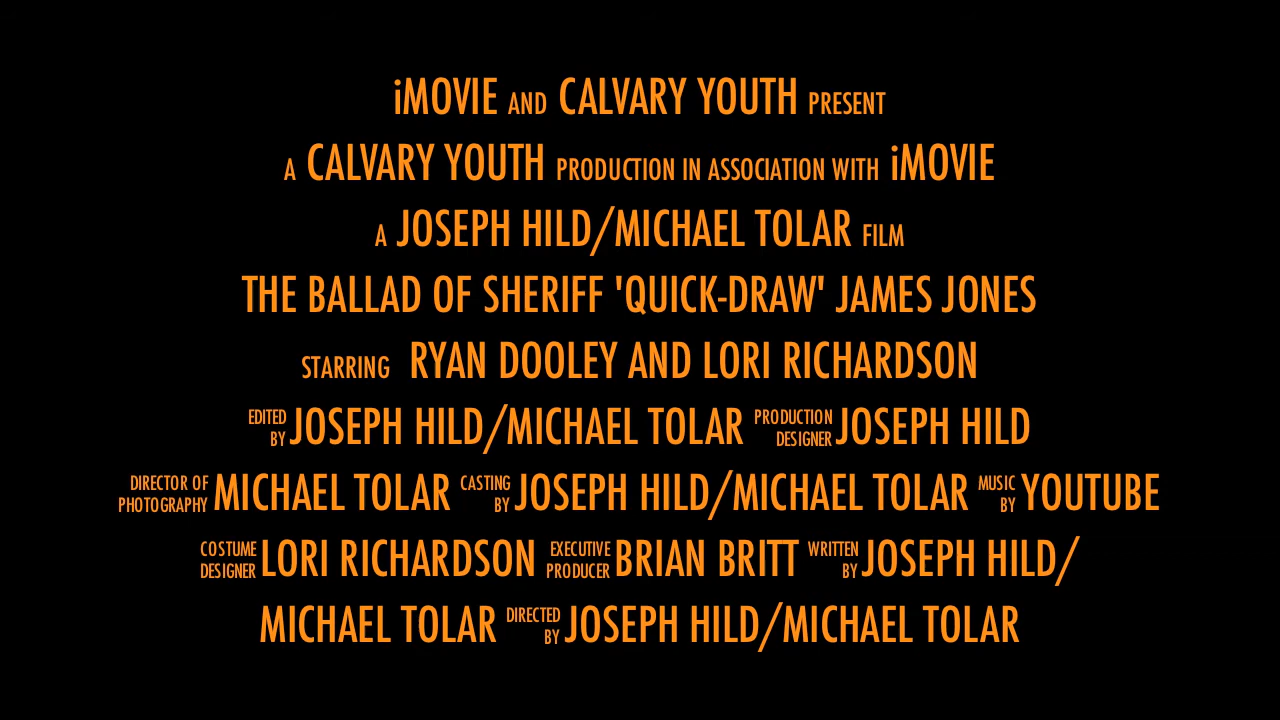 iMOVIE AND CALVARY YOUTH PRESENT
A CALVARY YOUTH PRODUCTION IN ASSOCIATION WITH iMOVIE
A JOSEPH HILD/MICHAEL TOLAR FILM
THE BALLAD OF SHERIFF 'QUICK-DRAW' JAMES JONES
STARRING RYAN DOOLEY AND LORI RICHARDSON
EDITED BY JOSEPH HILD/MICHAEL TOLAR PRODUCTION DESIGNER JOSEPH HILD
DIRECTOR OF PHOTOGRAPHY MICHAEL TOLAR CASTING BY JOSEPH HILD/MICHAEL TOLAR MUSIC BY YOUTUBE
COSTUME DESIGNER LORI RICHARDSON EXECUTIVE PRODUCER BRIAN BRITT WRITTEN BY JOSEPH HILD/
MICHAEL TOLAR DIRECTED BY JOSEPH HILD/MICHAEL TOLAR